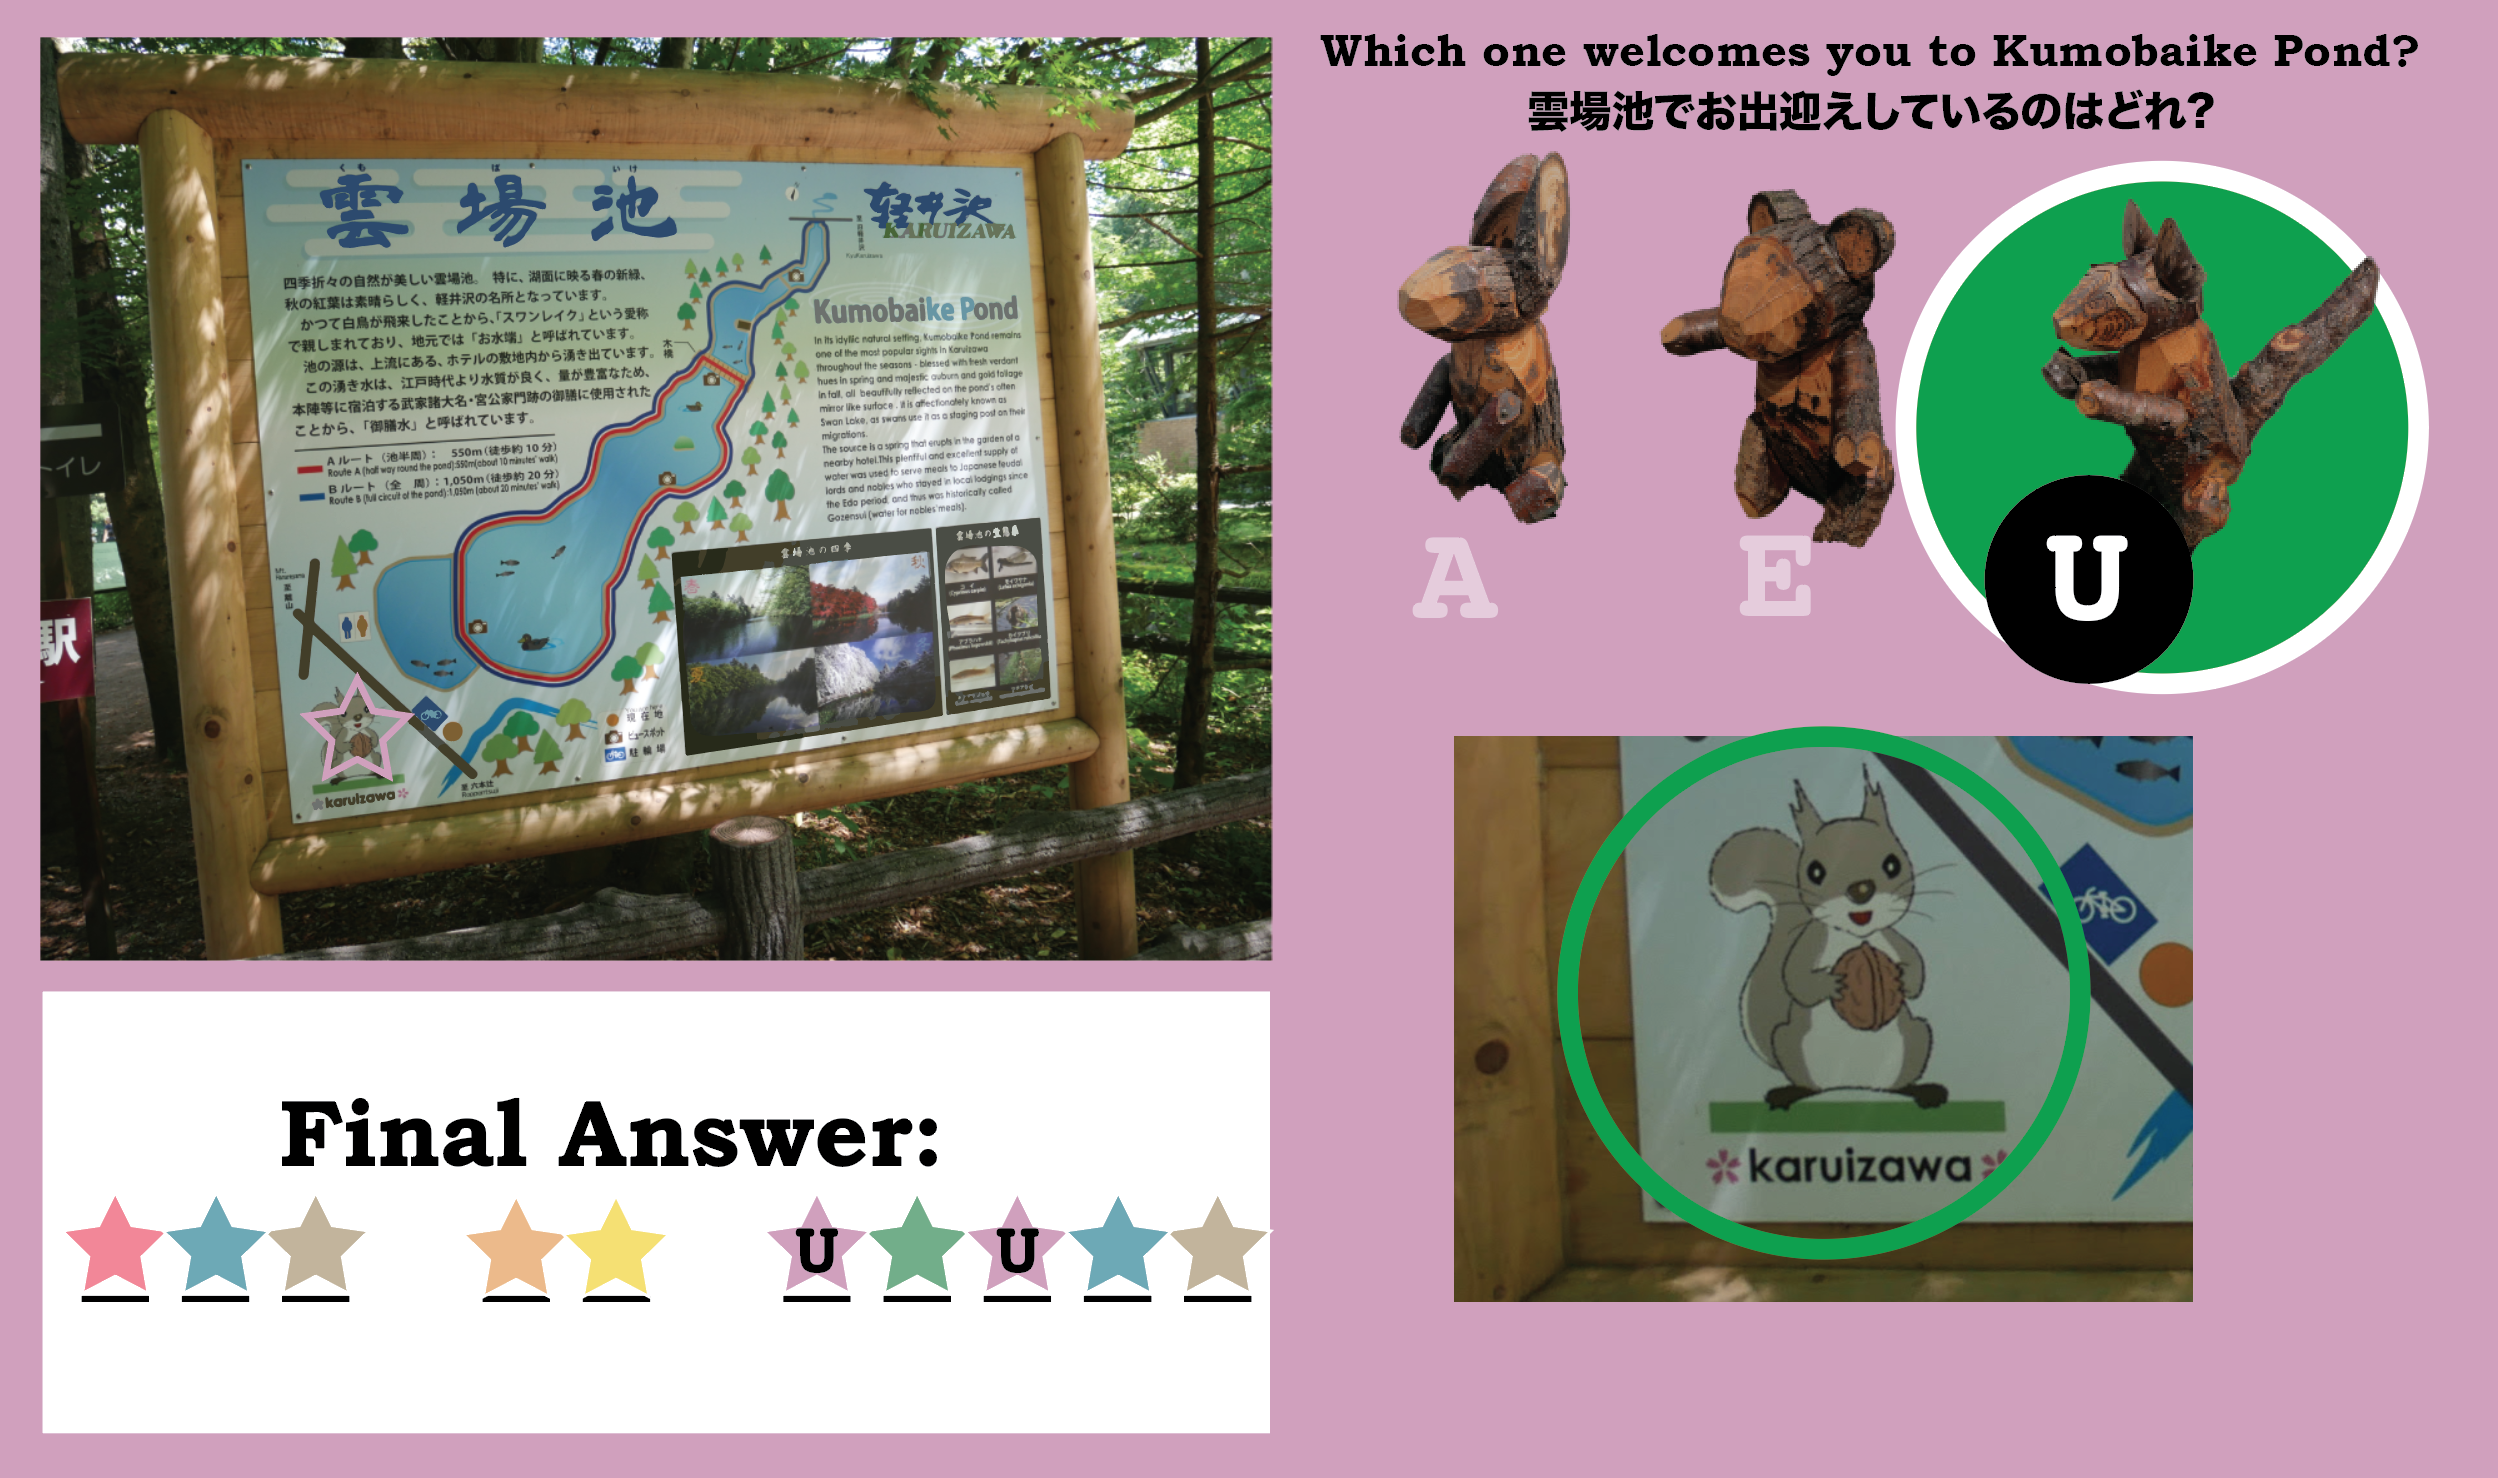 Which one welcomes you to Kumobaike Pond?
雲場池でお出迎えしているのはどれ?
くも ば いけ
雲場池
軽井沢
KARUIZAWA
四季折々の自然が美しい雲場池。 特に、湖面に映る春の新緑、
秋の紅葉は素晴らしく、軽井沢の名所となっています。
かつて白鳥が飛来したことから、「スワンレイク」という愛称
で親しまれており、地元では「お水端」と呼ばれています。
池の源は、上流にある、ホテルの敷地内から湧き出ています。
この湧き水は、江戸時代より水質が良く、量が豊富なため、
本陣等に宿泊する武家諸大名・宮公家門跡の御膳に使用された
ことから、「御膳水」と呼ばれています。
Aルート (池半周): 550m(徒歩約10分)
Route A (half way round the pond):550m(about 10 minutes' walk)
Bルート (全 周):1,050m(徒歩約20分)
Route B (full circuit of the pond):1,050m(about 20 minutes' walk)
木橋
Kumobaike Pond
In its idyllic natural setting, Kumobaike Pond remains
one of the most popular sights in Karuizawa
throughout the seasons - blessed with fresh verdant
hues in spring and majestic auburn and gold foliage
in fall, all beautifully reflected on the pond's often
mirror like surface . It is affectionately known as
Swan Lake, as swans use it as a staging post on their
migrations.
The source is a spring that erupts in the garden of a
nearby hotel.This plentiful and excellent supply of
water was used to serve meals to Japanese feudal
lords and nobles who stayed in local lodgings since
the Edo period, and thus was historically called
Gozensui (water for nobles'meals).
雲場池の四季
秋
トイレ
駅
You are here
現在地
ビュースポット
駐輪場
至 六本辻
karuizawa
A
E
U
karuizawa
Final Answer:
U U